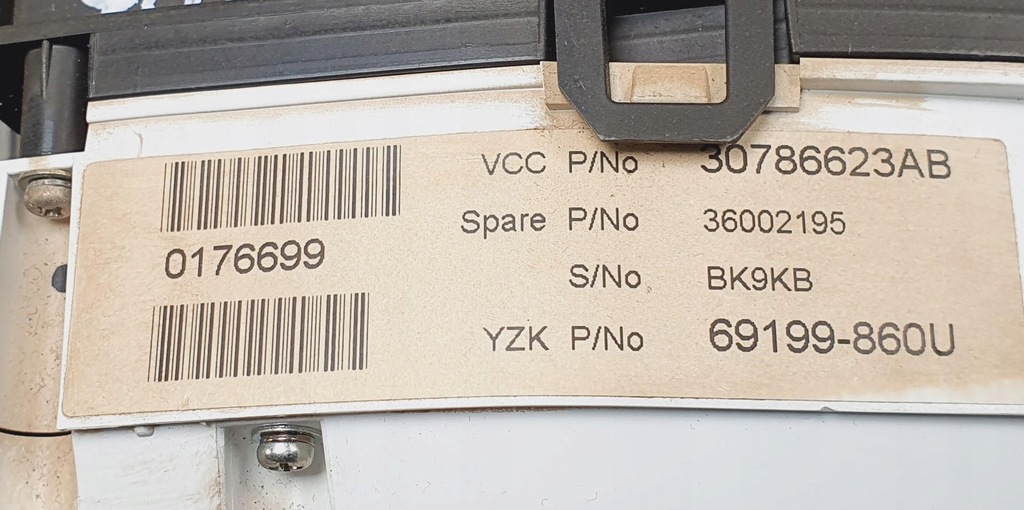 VCC P/No 30786623AB
Spare P/No 36002195
0176699
S/No BK9KB
YZK P/No 69199-860U